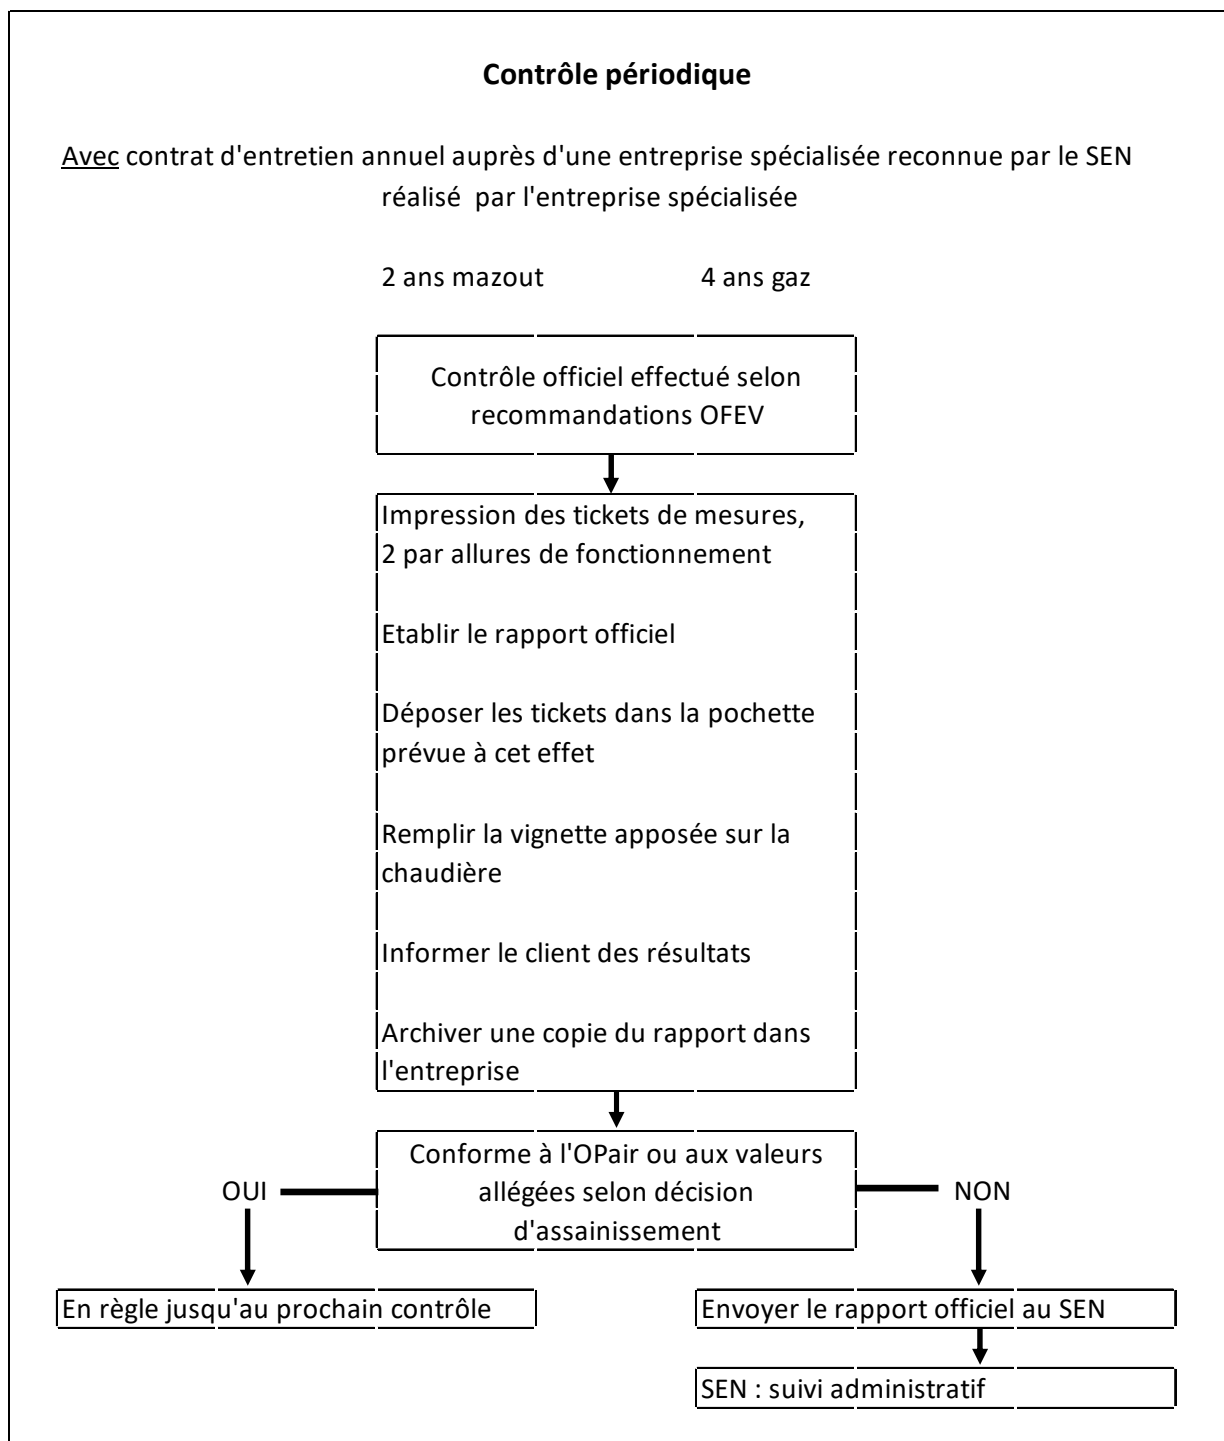 Contrôle périodique
Avec contrat d'entretien annuel auprès d'une entreprise spécialisée reconnue par le SEN
réalisé  par l'entreprise spécialisée
2 ans mazout
4 ans gaz
Contrôle officiel effectué selon
recommandations OFEV
Impression des tickets de mesures,
2 par allures de fonctionnement
Etablir le rapport officiel
Déposer les tickets dans la pochette
prévue à cet effet
Remplir la vignette apposée sur la
chaudière
Informer le client des résultats
Archiver une copie du rapport dans
l'entreprise
Conforme à l'OPair ou aux valeurs
allégées selon décision
d'assainissement
OUI
NON
En règle jusqu'au prochain contrôle
Envoyer le rapport officiel au SEN
SEN : suivi administratif